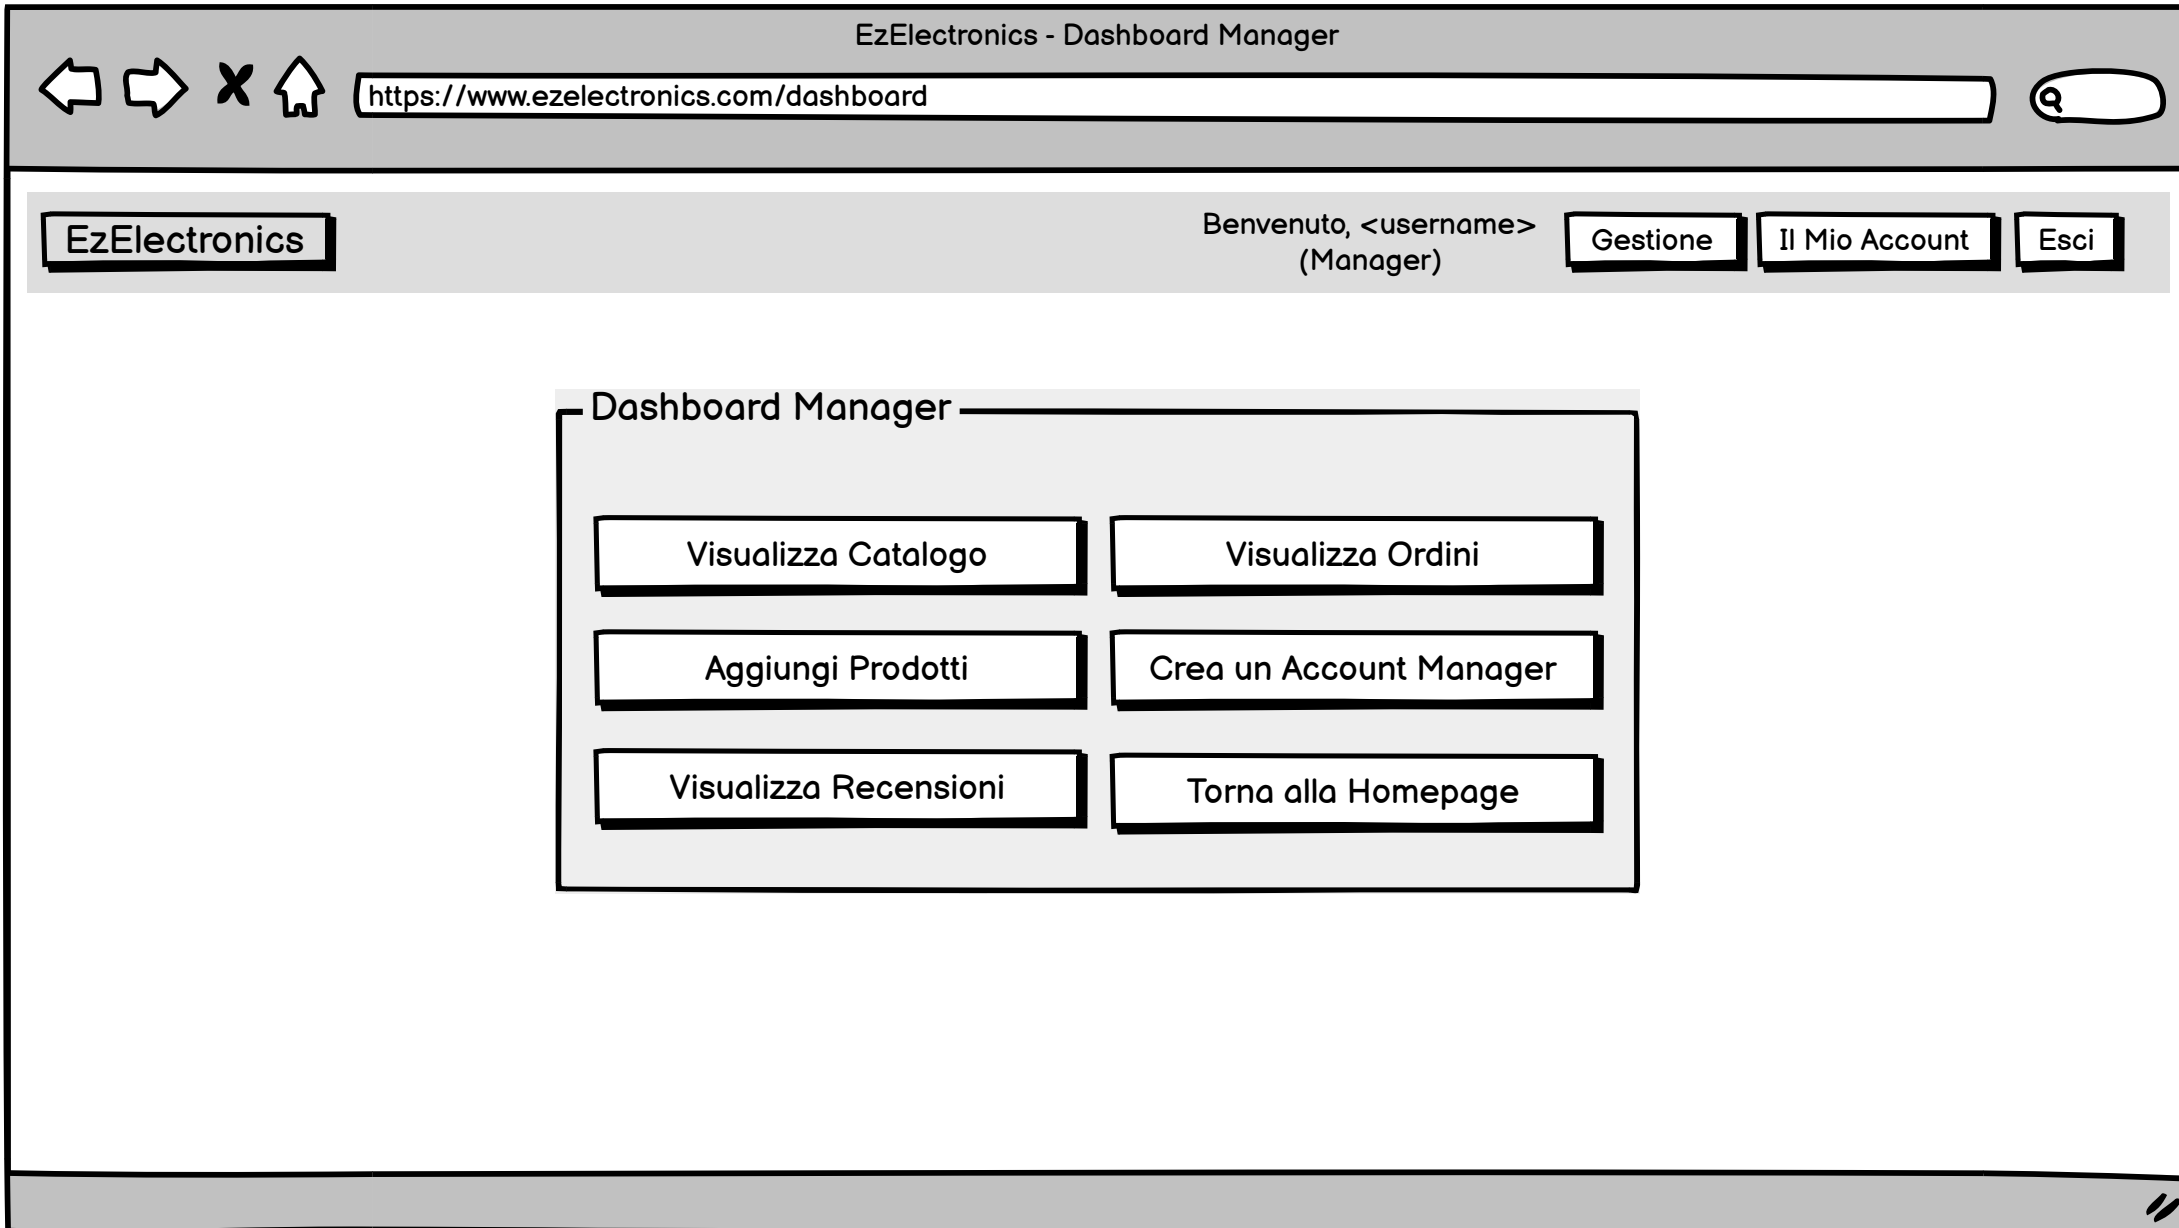 EzElectronics - Dashboard Manager
https://www.ezelectronics.com/dashboard
EzElectronics
Benvenuto, <username>
(Manager)
Gestione
Il Mio Account
Esci
Dashboard Manager
Visualizza Catalogo
Visualizza Ordini
Aggiungi Prodotti
Crea un Account Manager
Visualizza Recensioni
Torna alla Homepage